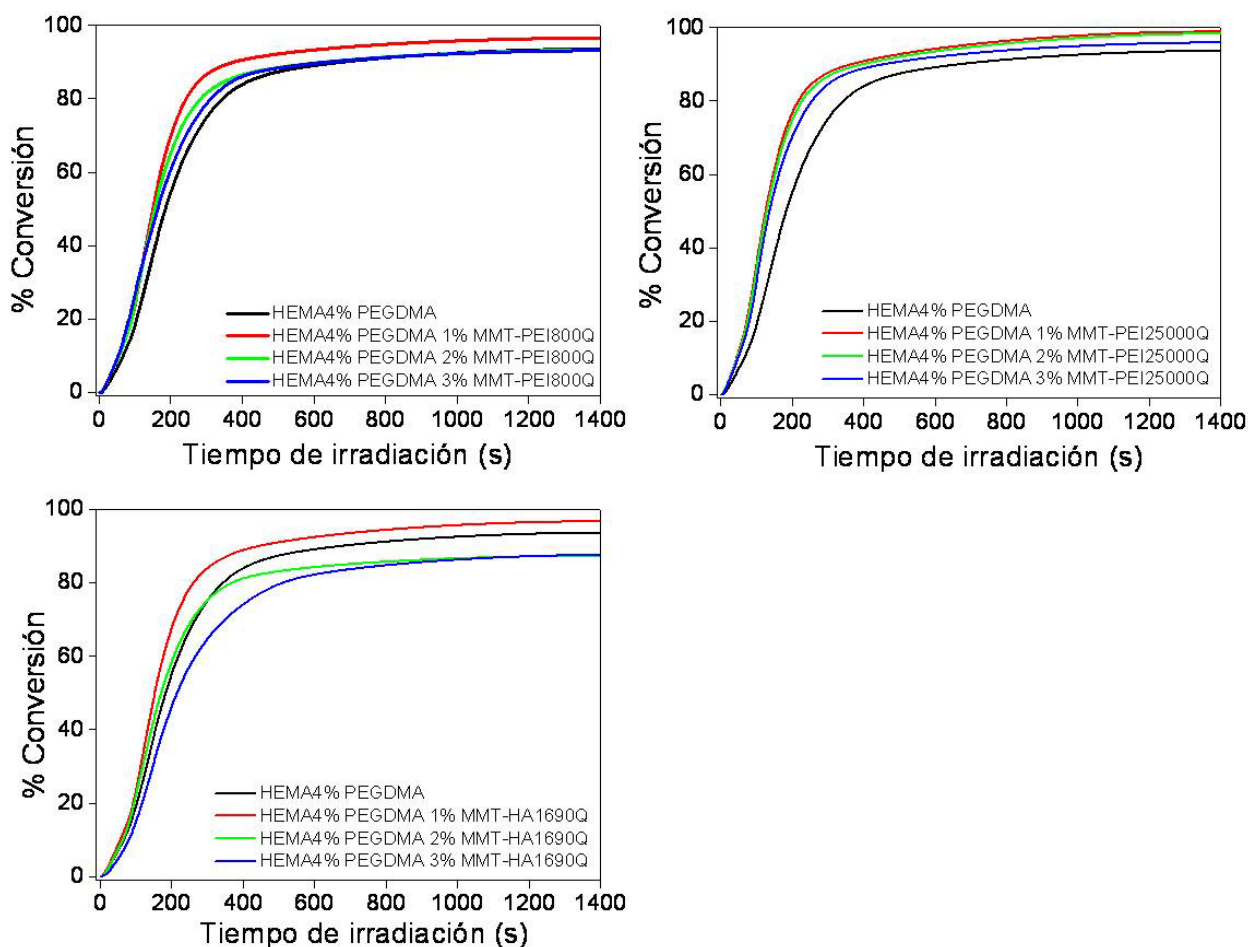 100
80
60
40
20
0
% Conversión
HEMA4% PEGDMA
HEMA4% PEGDMA 1% MMT-PEI800Q
HEMA4% PEGDMA 2% MMT-PEI800Q
HEMA4% PEGDMA 3% MMT-PEI800Q
0 200 400 600 800 1000 1200 1400
Tiempo de irradiación (s)
100
80
60
40
20
0
% Conversión
HEMA4% PEGDMA
HEMA4% PEGDMA 1% MMT-PEI25000Q
HEMA4% PEGDMA 2% MMT-PEI25000Q
HEMA4% PEGDMA 3% MMT-PEI25000Q
0 200 400 600 800 1000 1200 1400
Tiempo de irradiación (s)
100
80
60
40
20
0
% Conversión
HEMA4% PEGDMA
HEMA4% PEGDMA 1% MMT-HA1690Q
HEMA4% PEGDMA 2% MMT-HA1690Q
HEMA4% PEGDMA 3% MMT-HA1690Q
0 200 400 600 800 1000 1200 1400
Tiempo de irradiación (s)